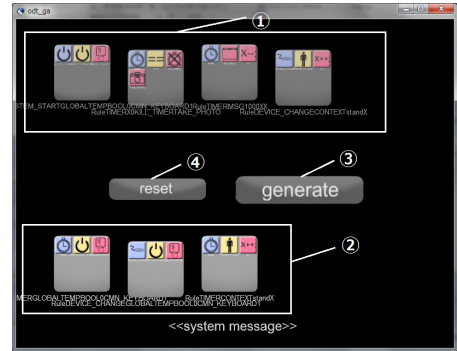 odt_ga
①
STEM_STARTGLOBALTEMPBOOL0CMN_KEYBOARD1RuleTIMERMSG1000XX
RuleTIMERX0KILL_TIMERTAKE_PHOTO RuleDEVICE_CHANGECONTEXTstandX
④
③
reset
generate
②
MERGLOBALTEMPBOOL0CMN_KEYBOARD1 RuleTIMERCONTEXTstandX
RuleDEVICE_CHANGEGLOBALTEMPBOOL0CMN_KEYBOARD1
<<system message>>